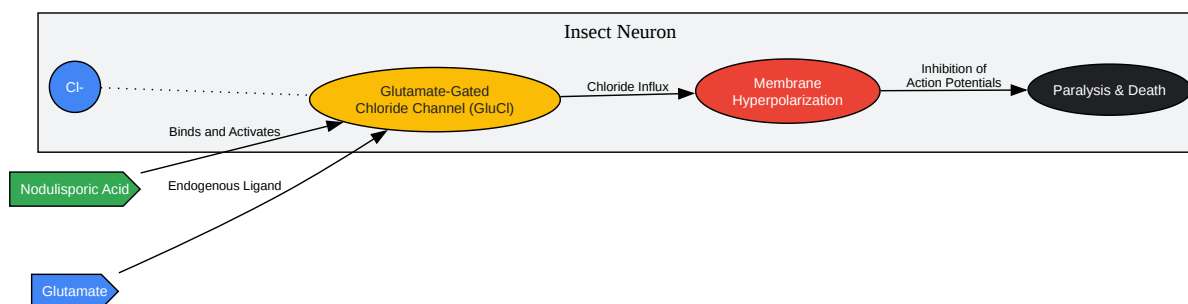 Insect Neuron
Cl-
Glutamate-Gated
Chloride Channel (GluCl)
Chloride Influx
Membrane
Hyperpolarization
Inhibition of
Action Potentials
Paralysis & Death
Binds and Activates
Nodulisporic Acid
Endogenous Ligand
Glutamate